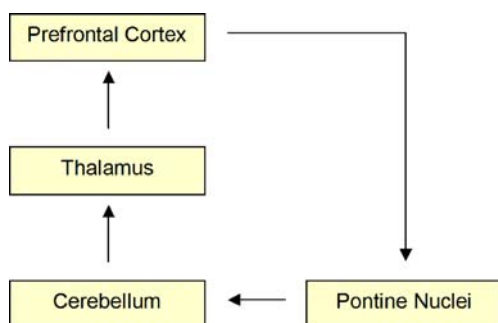 Prefrontal Cortex
Thalamus
Cerebellum
Pontine Nuclei